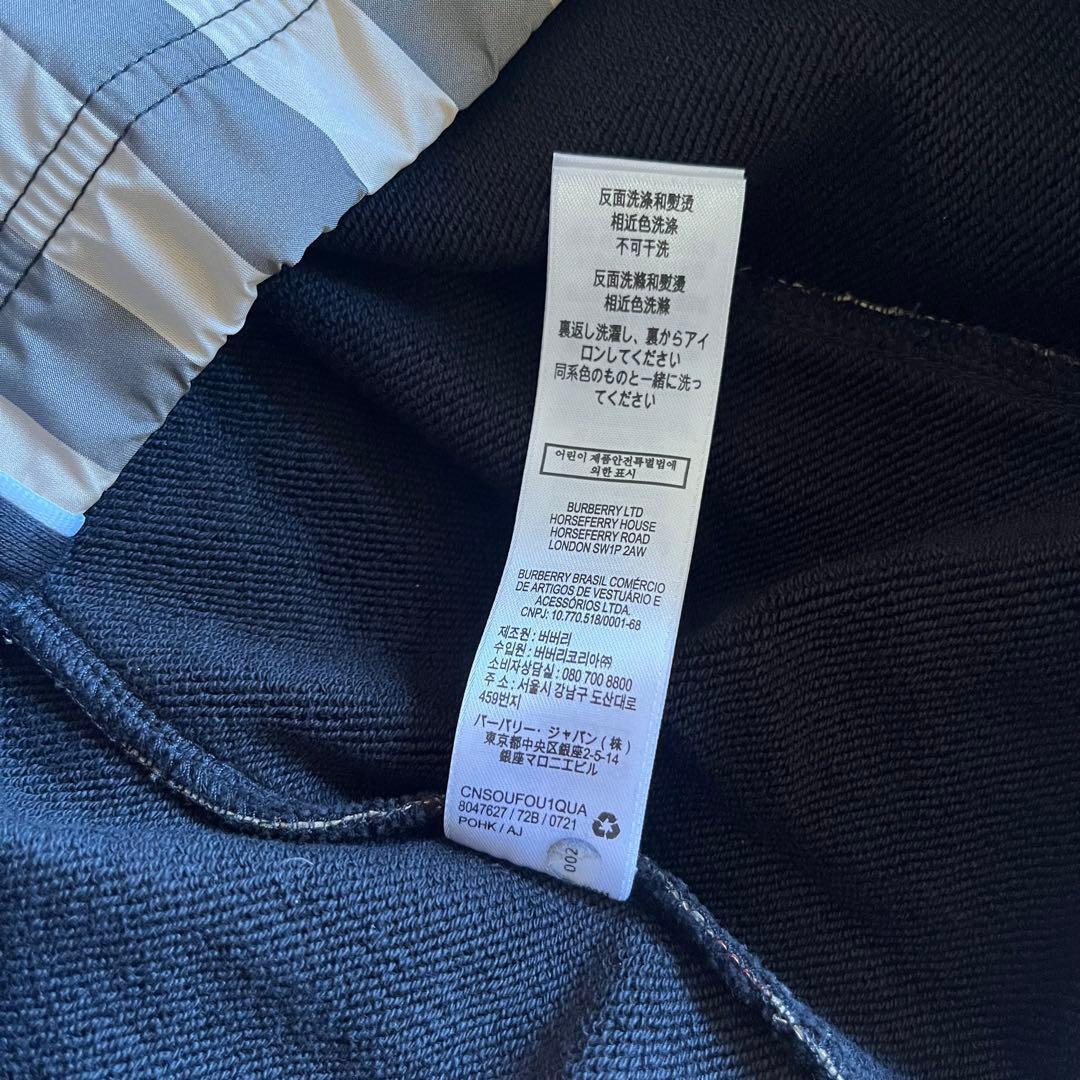 反面洗涤和熨烫
相近色洗涤
不可干洗
反面洗滌和熨燙
相近色洗滌
裏返し洗濯し、裏からアイ
ロンしてください
同系色のものと一緒に洗っ
てください
어린이 제품안전특별법에
의한 표시
BURBERRY LTD
HORSEFERRY HOUSE
HORSEFERRY ROAD
LONDON SW1P 2AW
BURBERRY BRASIL COMÉRCIO
DE ARTIGOS DE VESTUÁRIO E
ACESSÓRIOS LTDA.
CNPJ: 10.770.518/0001-68
제조원 : 버버리
수입원 : 버버리코리아㈜
소비자상담실 : 080 700 8800
주 소 : 서울시 강남구 도산대로
459번지
バーバリー・ジャパン(株)
東京都中央区銀座2-5-14
銀座マロニエビル
CNSOUFOU1QUA
8047627 / 72B / 0721
POHK / AJ
002